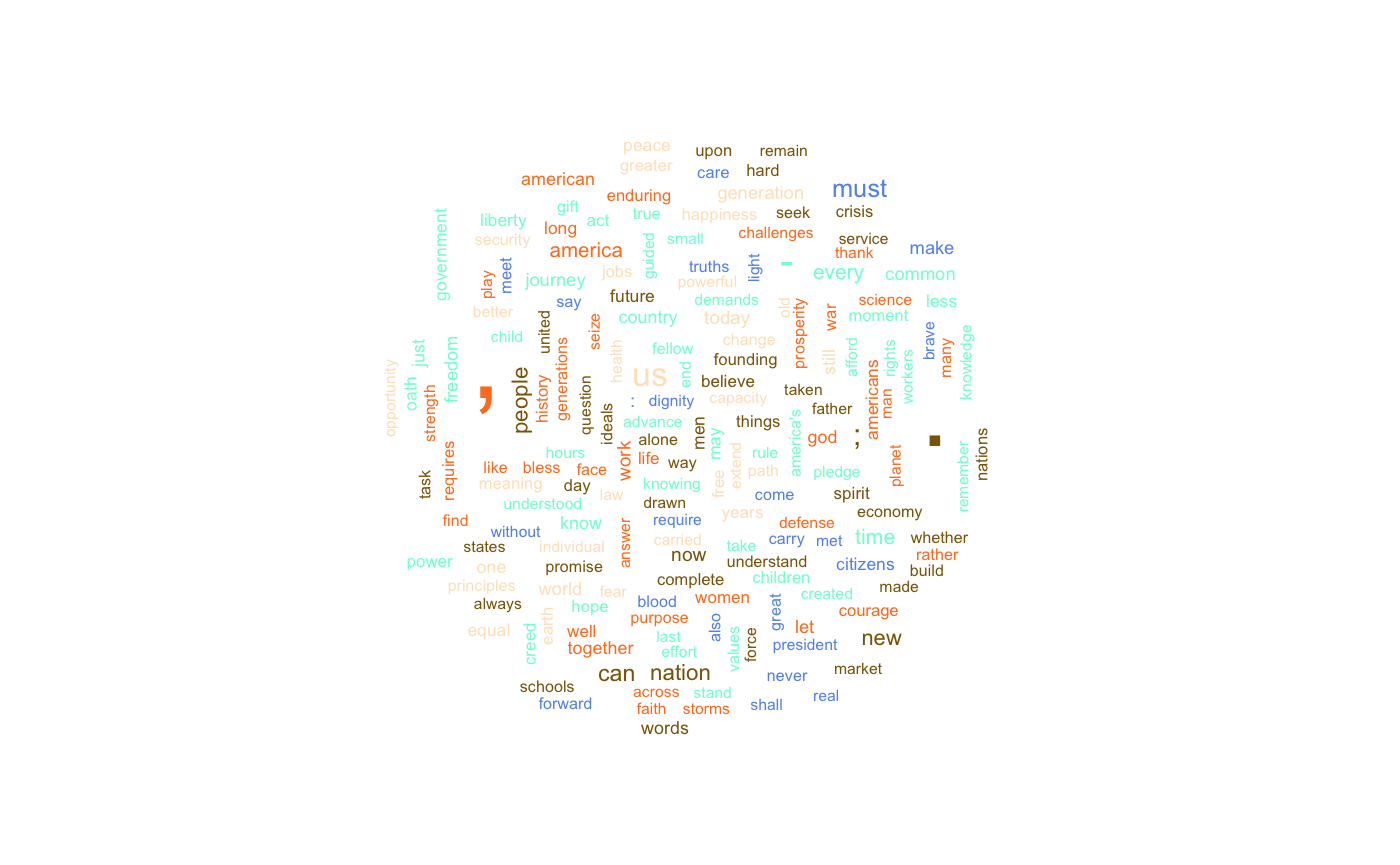 peace upon remain
greater care hard
american enduring generation must
gift liberty act true happiness seek crisis
government long small challenges service
security america guided truths light thank make
play meet journey jobs powerful - every common
say future demands old science less
better country today prosperity war moment
child united seize fellow change still afford rights brave many knowledge
opportunity just oath freedom health end founding workers
strength , people history generations question us believe taken americans man
ideals : dignity capacity father
advance men things america's god ; .
alone may nations
task requires hours work life way rule planet remember
like bless face free extend path pledge
meaning day law knowing come spirit
understood drawn years economy
find without know answer require defense
carried carry met time whether
states individual now take rather
power one promise understand citizens build
principles world fear complete children created made
always earth hope blood women great courage
equal creed well purpose also let
together last effort values force president new
can nation never market
schools across stand real
forward faith storms shall
words